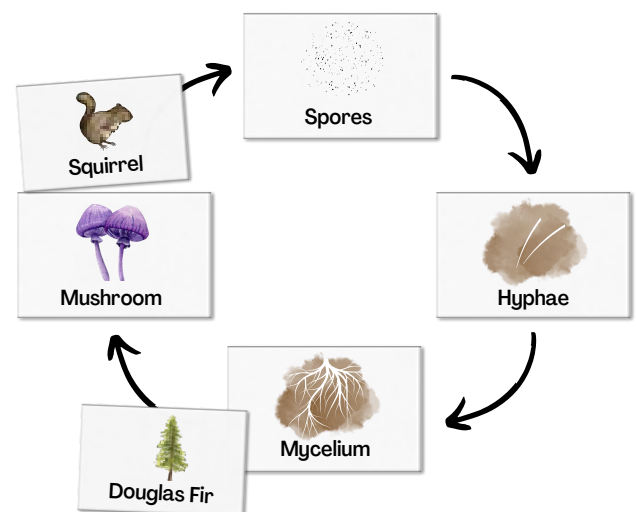 Spores
Squirrel
Mushroom
Hyphae
Mycelium
Douglas Fir